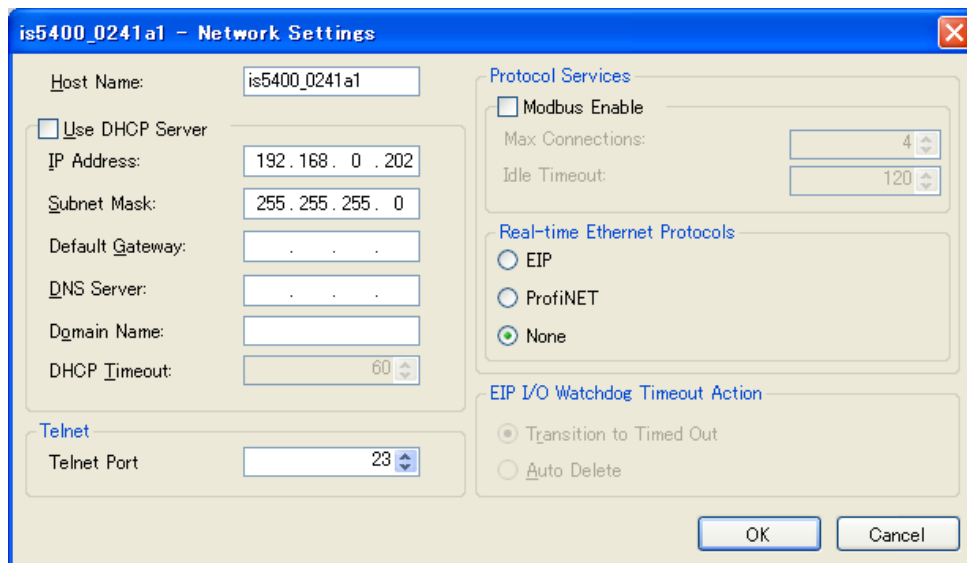 is5400_0241a1 - Network Settings
Host Name: is5400_0241a1
Use DHCP Server
IP Address: 192.168. 0 .202
Subnet Mask: 255.255.255. 0
Default Gateway: . . .
DNS Server: . . .
Domain Name:
DHCP Timeout: 60
Telnet
Telnet Port 23
Protocol Services
Modbus Enable
Max Connections: 4
Idle Timeout: 120
Real-time Ethernet Protocols
EIP
ProfiNET
None
EIP I/O Watchdog Timeout Action
Transition to Timed Out
Auto Delete
OK Cancel